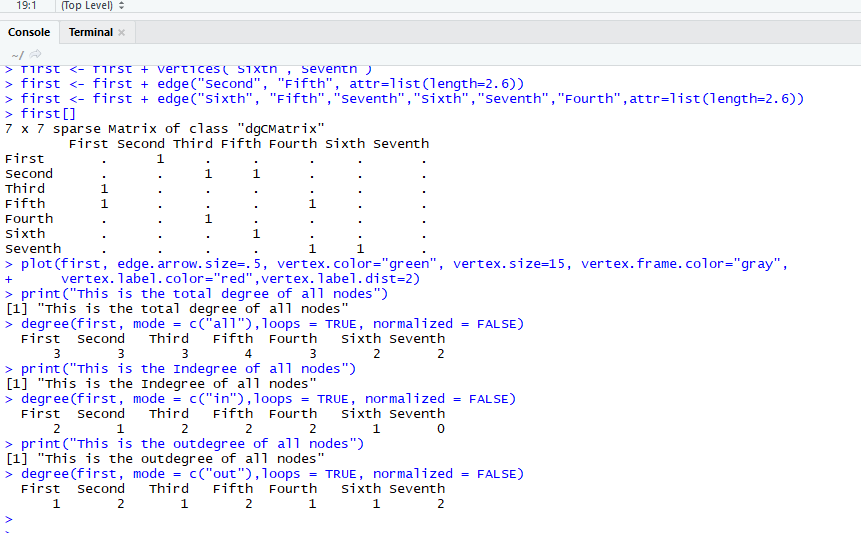 19:1 (Top Level)
Console Terminal
~/
> first <- first + vertices("Sixth","Seventh")
> first <- first + edge("Second", "Fifth", attr=list(length=2.6))
> first <- first + edge("Sixth", "Fifth","Seventh","Sixth","Seventh","Fourth",attr=list(length=2.6))
> first[]
7 x 7 sparse Matrix of class "dgCMatrix"
First Second Third Fifth Fourth Sixth Seventh
First . 1 . . . . .
Second . . 1 1 . . .
Third 1 . . . . . .
Fifth 1 . . . 1 . .
Fourth . . 1 . . . .
Sixth . . . 1 . . .
Seventh . . . . 1 1 .
> plot(first, edge.arrow.size=.5, vertex.color="green", vertex.size=15, vertex.frame.color="gray",
+ vertex.label.color="red",vertex.label.dist=2)
> print("This is the total degree of all nodes")
[1] "This is the total degree of all nodes"
> degree(first, mode = c("all"),loops = TRUE, normalized = FALSE)
First Second Third Fifth Fourth Sixth Seventh
3 3 3 4 3 2 2
> print("This is the Indegree of all nodes")
[1] "This is the Indegree of all nodes"
> degree(first, mode = c("in"),loops = TRUE, normalized = FALSE)
First Second Third Fifth Fourth Sixth Seventh
2 1 2 2 2 1 0
> print("This is the outdegree of all nodes")
[1] "This is the outdegree of all nodes"
> degree(first, mode = c("out"),loops = TRUE, normalized = FALSE)
First Second Third Fifth Fourth Sixth Seventh
1 2 1 2 1 1 2
>
>